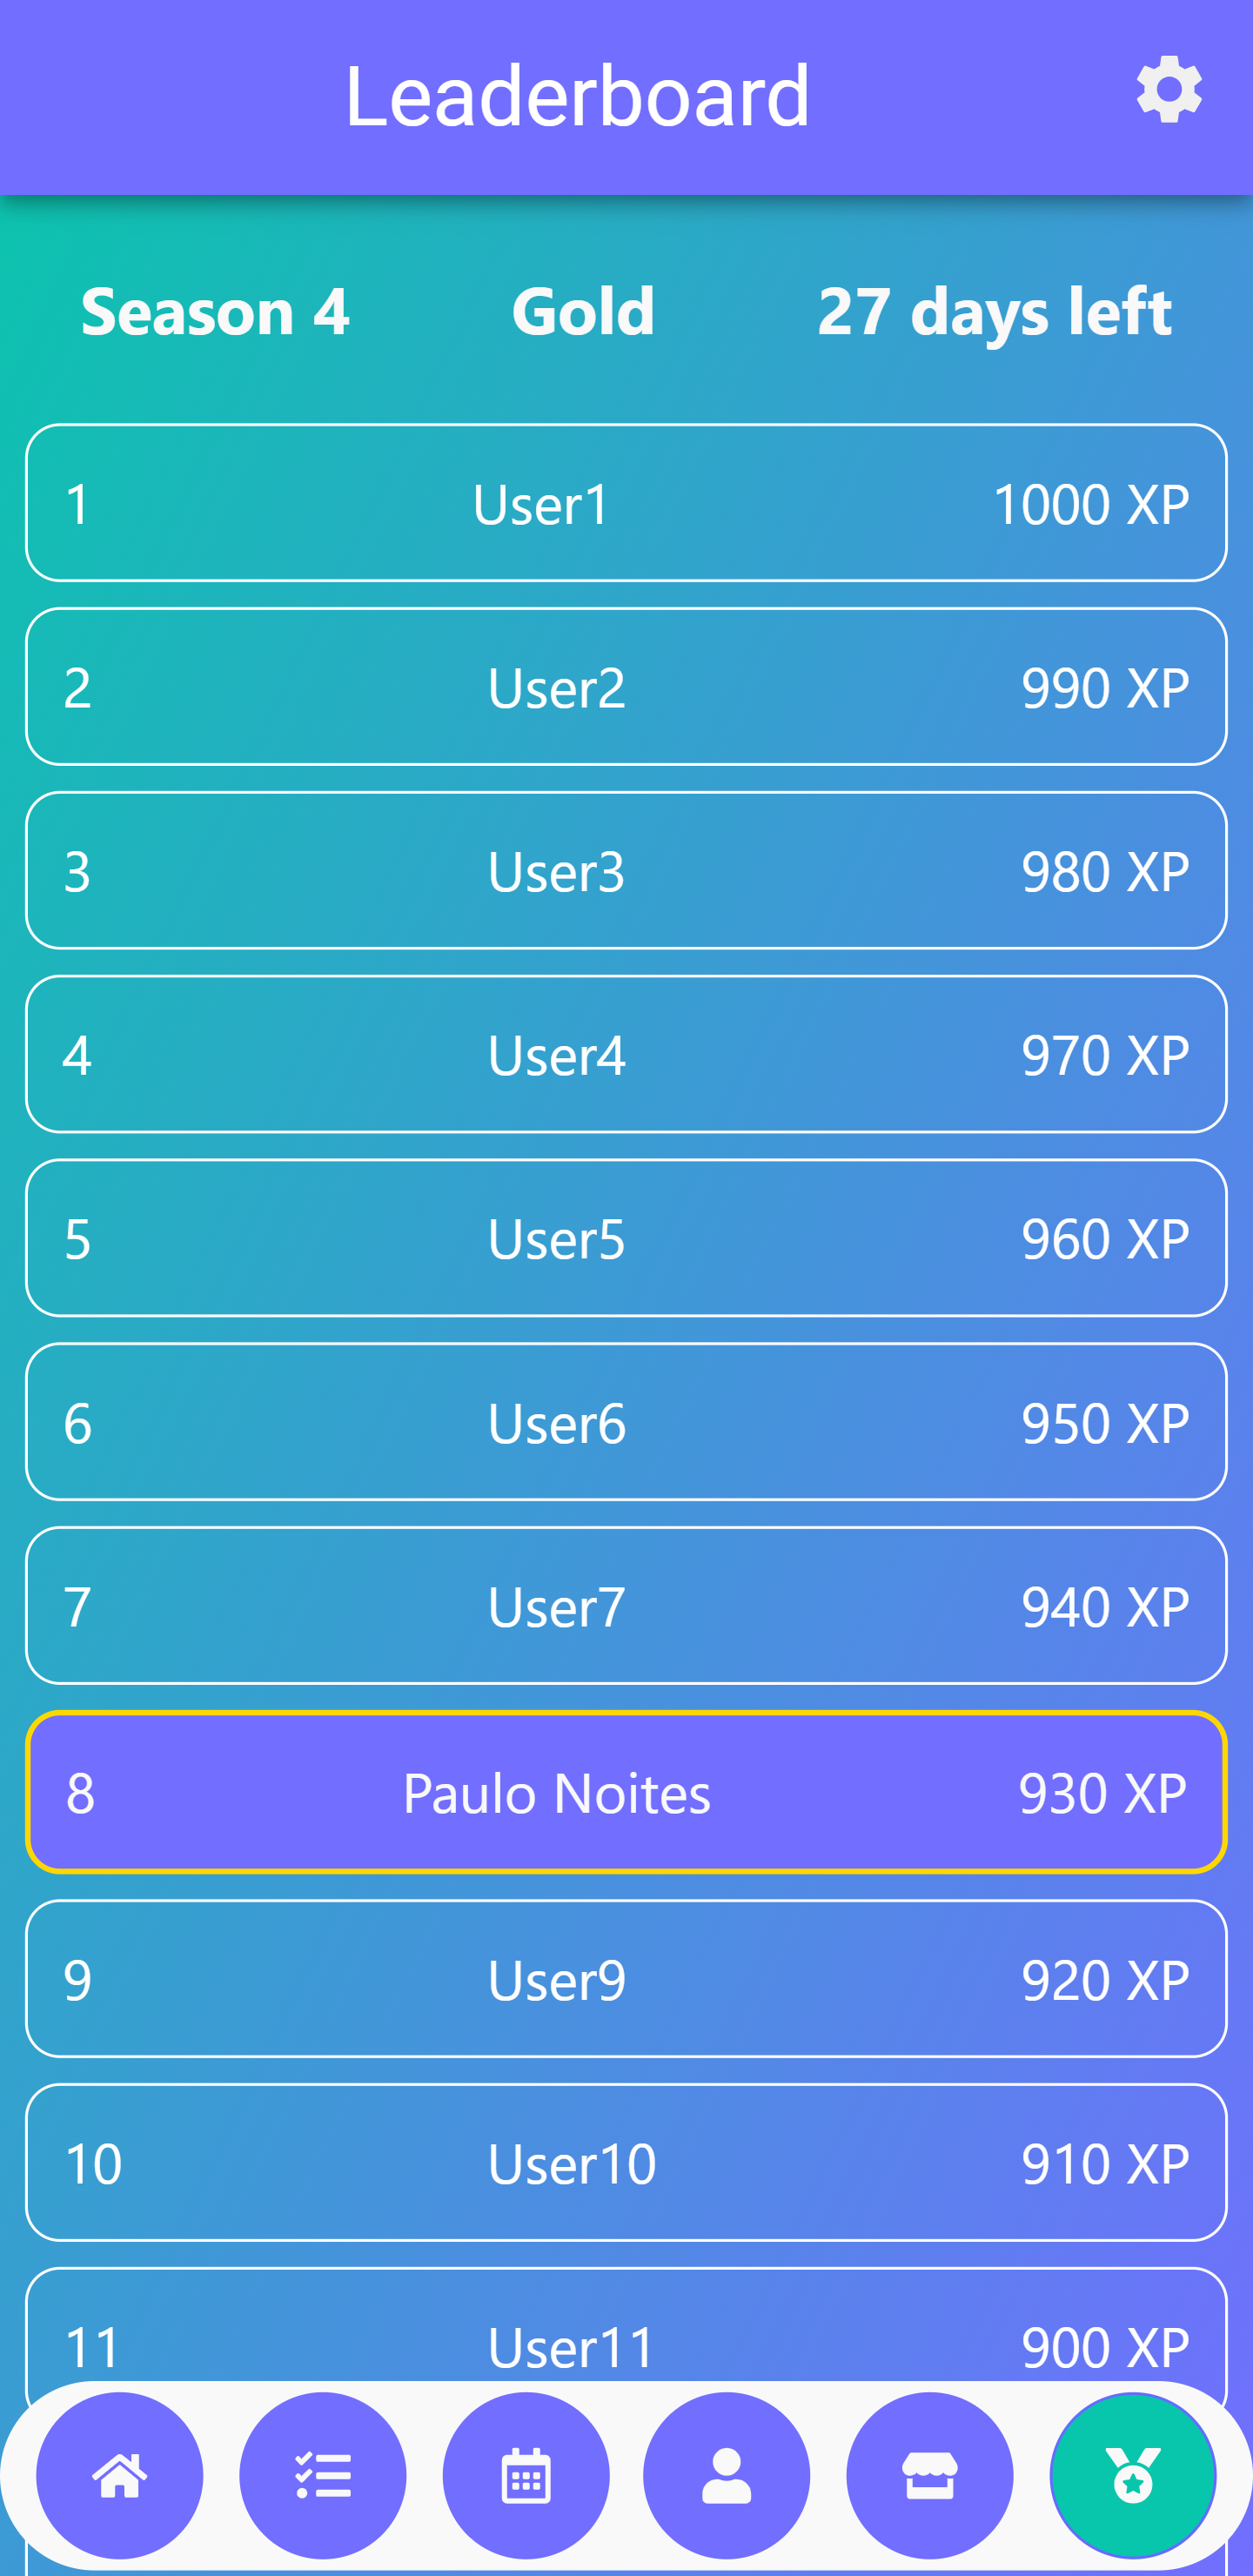 Leaderboard
Season 4 Gold 27 days left
1 User1 1000 XP
2 User2 990 XP
3 User3 980 XP
4 User4 970 XP
5 User5 960 XP
6 User6 950 XP
7 User7 940 XP
8 Paulo Noites 930 XP
9 User9 920 XP
10 User10 910 XP
11 User11 900 XP